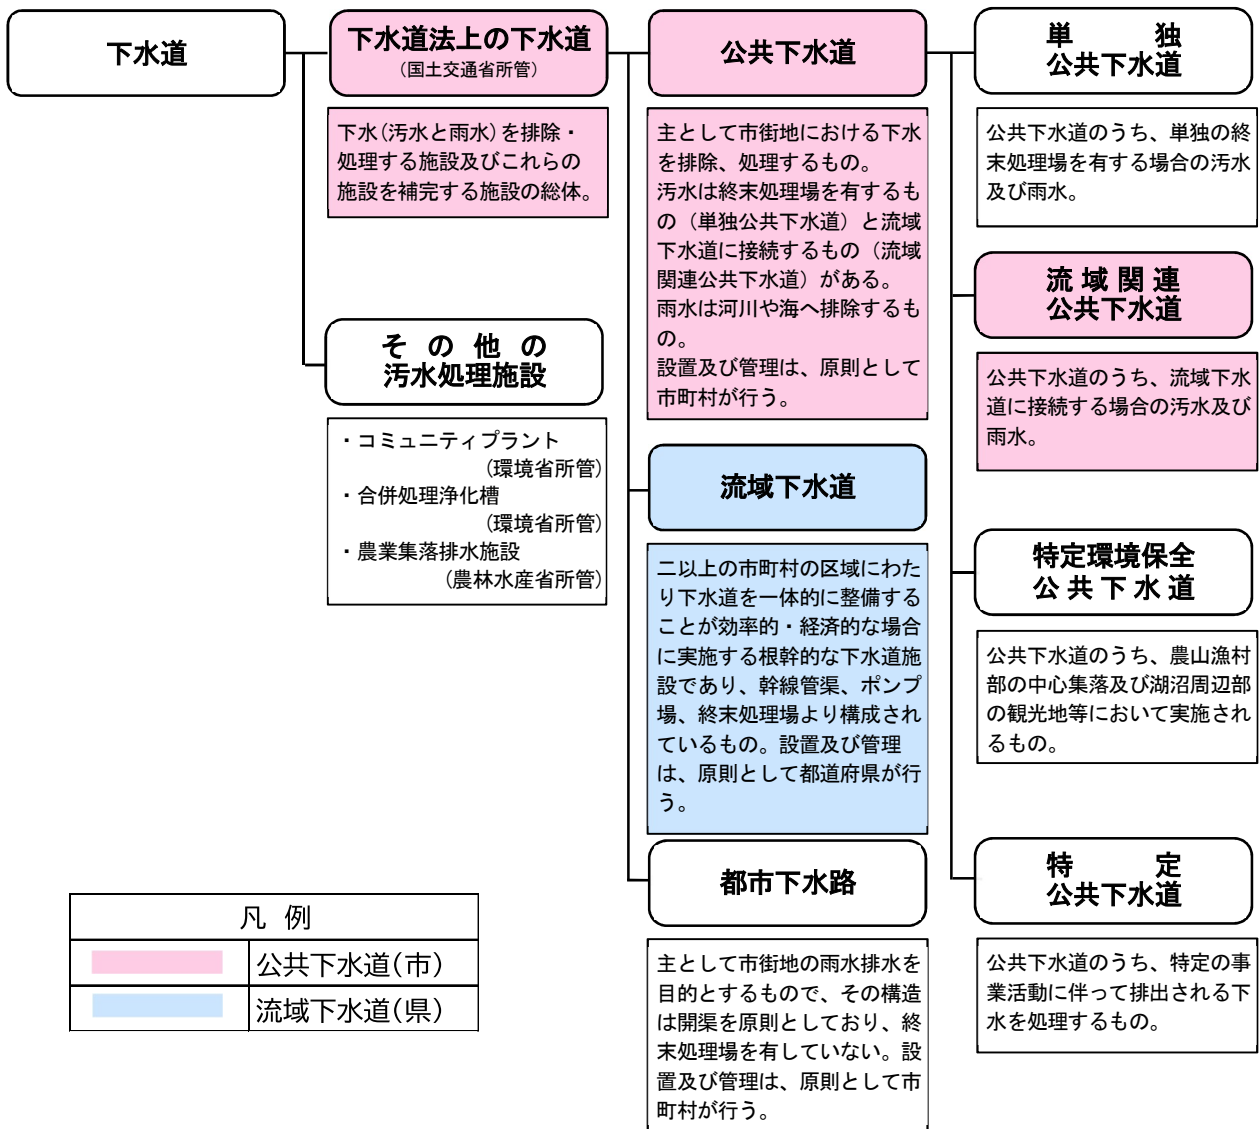 下水道
下水道法上の下水道
（国土交通省所管）
下水（汚水と雨水）を排除・
処理する施設及びこれらの
施設を補完する施設の総体。
その他の
汚水処理施設
・コミュニティプラント
（環境省所管）
・合併処理浄化槽
（環境省所管）
・農業集落排水施設
（農林水産省所管）
公共下水道
主として市街地における下水
を排除、処理するもの。
汚水は終末処理場を有するも
の（単独公共下水道）と流域
下水道に接続するもの（流域
関連公共下水道）がある。
雨水は河川や海へ排除するも
の。
設置及び管理は、原則として
市町村が行う。
流域下水道
二以上の市町村の区域にわた
り下水道を一体的に整備する
ことが効率的・経済的な場合
に実施する根幹的な下水道施
設であり、幹線管渠、ポンプ
場、終末処理場より構成され
ているもの。設置及び管理
は、原則として都道府県が行
う。
都市下水路
主として市街地の雨水排水を
目的とするもので、その構造
は開渠を原則としており、終
末処理場を有していない。設
置及び管理は、原則として市
町村が行う。
単独
公共下水道
公共下水道のうち、単独の終
末処理場を有する場合の汚水
及び雨水。
流域関連
公共下水道
公共下水道のうち、流域下水
道に接続する場合の汚水及び
雨水。
特定環境保全
公共下水道
公共下水道のうち、農山漁村
部の中心集落及び湖沼周辺部
の観光地等において実施され
るもの。
特定
公共下水道
公共下水道のうち、特定の事
業活動に伴って排出される下
水を処理するもの。
凡例
公共下水道（市）
流域下水道（県）